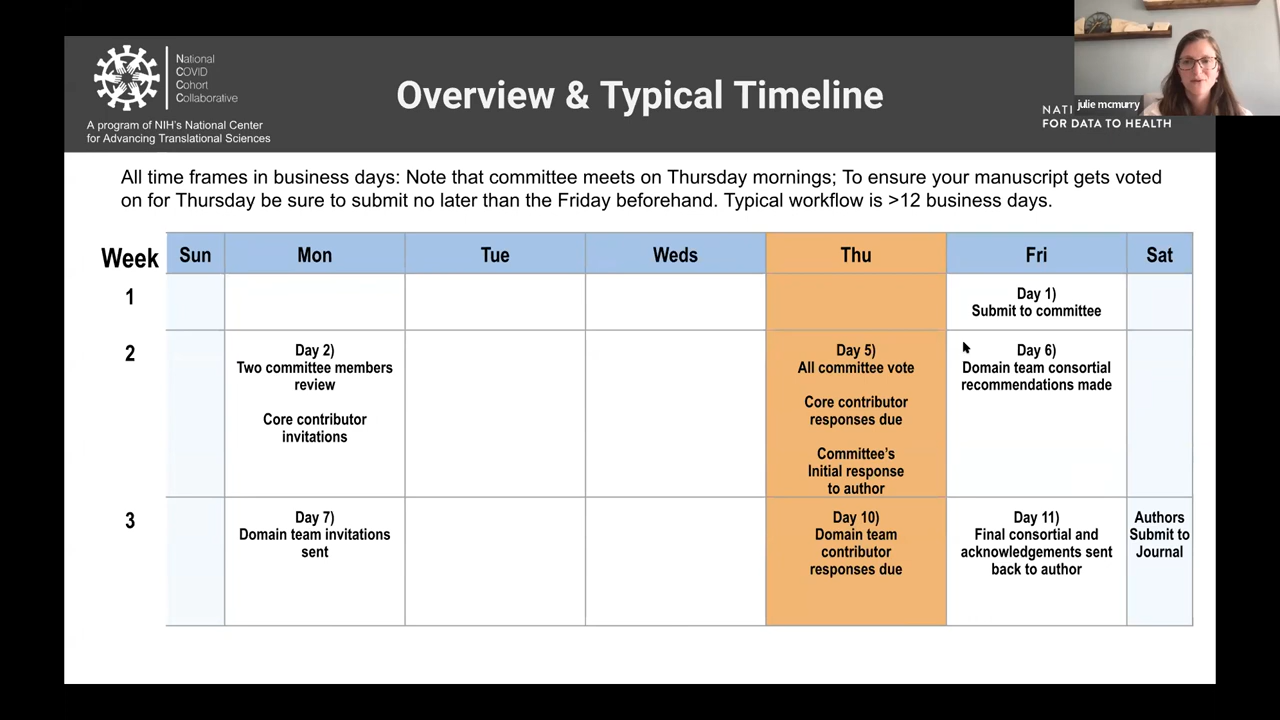 National
COVID
Cohort
Collaborative
A program of NIH's National Center
for Advancing Translational Sciences
Overview & Typical Timeline
julie mcmurry
NATI
FOR DATA TO HEALTH
All time frames in business days: Note that committee meets on Thursday mornings; To ensure your manuscript gets voted
on for Thursday be sure to submit no later than the Friday beforehand. Typical workflow is >12 business days.
Week
Sun
Mon
Tue
Weds
Thu
Fri
Sat
1
Day 1)
Submit to committee
2
Day 2)
Two committee members
review
Core contributor
invitations
Day 5)
All committee vote
Core contributor
responses due
Committee's
Initial response
to author
Day 6)
Domain team consortial
recommendations made
3
Day 7)
Domain team invitations
sent
Day 10)
Domain team
contributor
responses due
Day 11)
Final consortial and
acknowledgements sent
back to author
Authors
Submit to
Journal